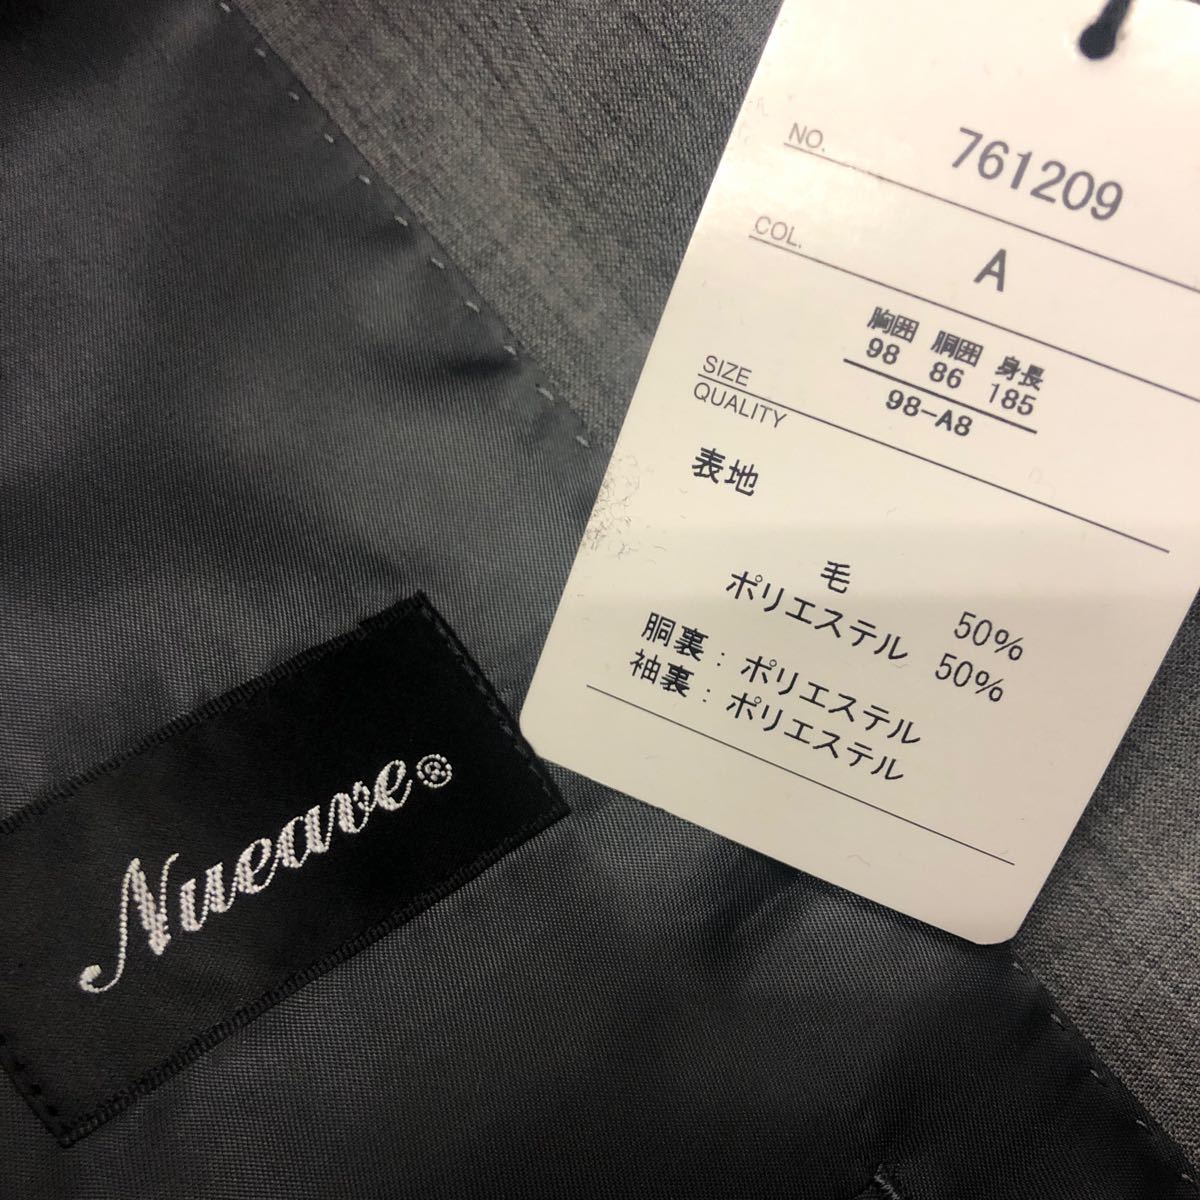 NO. 761209
COL. A
胸囲 胴囲 身長
98 86 185
SIZE 98-A8
QUALITY
表地
毛 50%
ポリエステル 50%
胴裏：ポリエステル
袖裏：ポリエステル
Nueave®